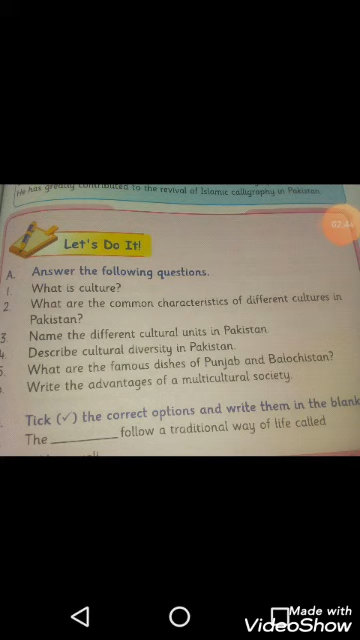 He has greatly contributed to the revival of Islamic calligraphy in Pakistan.
02:44
Let's Do It!
A. Answer the following questions.
1. What is culture?
2. What are the common characteristics of different cultures in
Pakistan?
3. Name the different cultural units in Pakistan.
4. Describe cultural diversity in Pakistan.
5. What are the famous dishes of Punjab and Balochistan?
Write the advantages of a multicultural society.
Tick (✓) the correct options and write them in the blank
The __________ follow a traditional way of life called
Made with
VideoShow